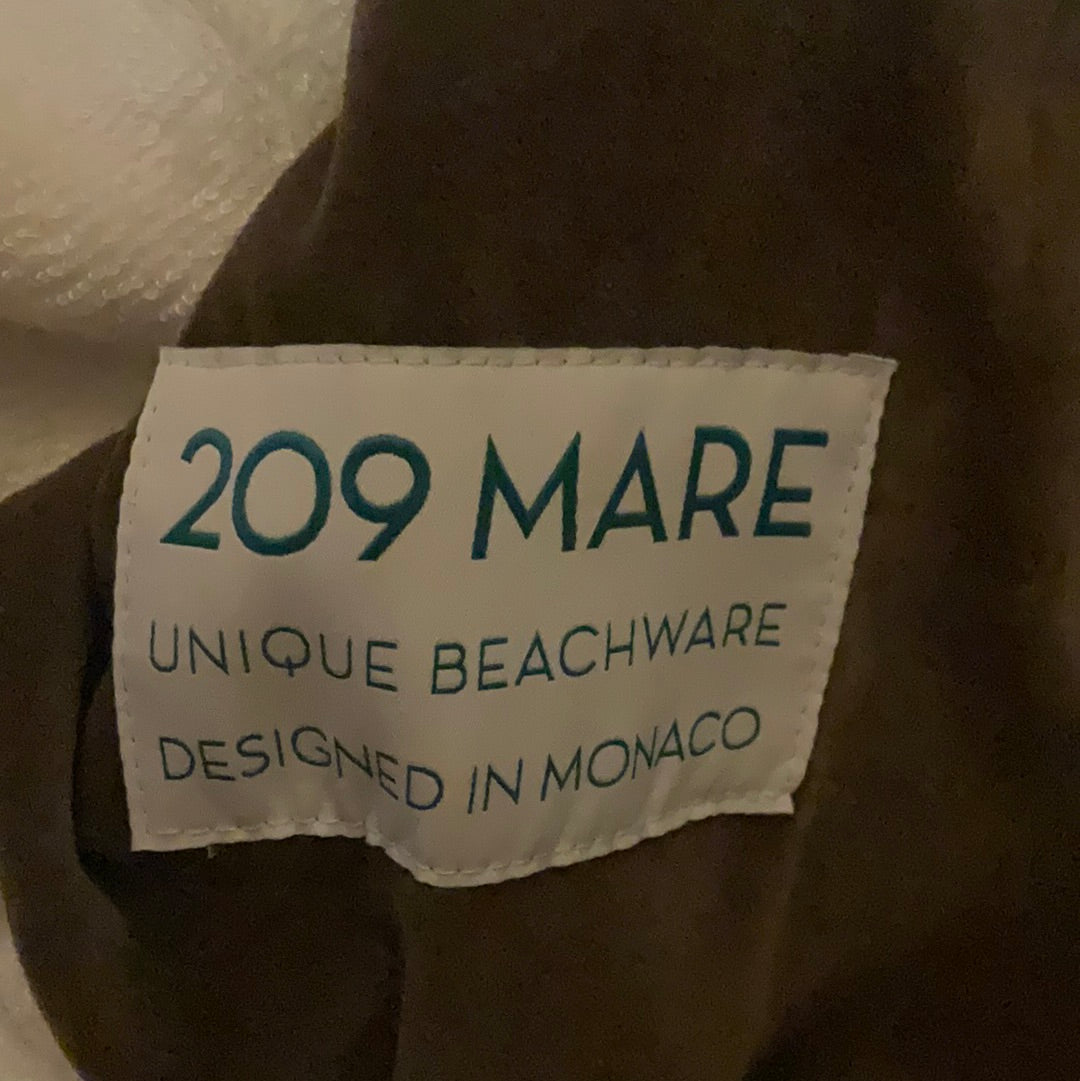 209 MARE
UNIQUE BEACHWARE
DESIGNED IN MONACO